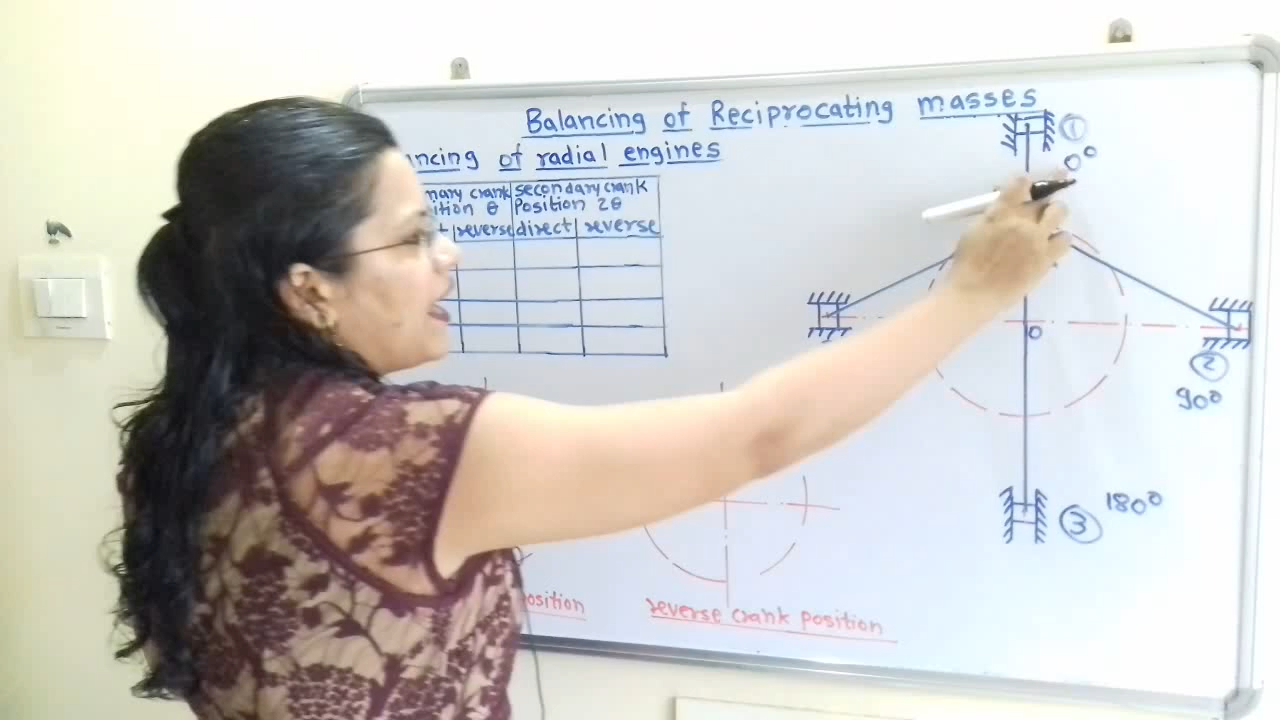 Balancing of Reciprocating masses
ncing of radial engines
mary crank secondary crank
ition θ Position 2θ
t reverse direct reverse
1
0°
O
2
90°
3 180°
position
reverse crank position